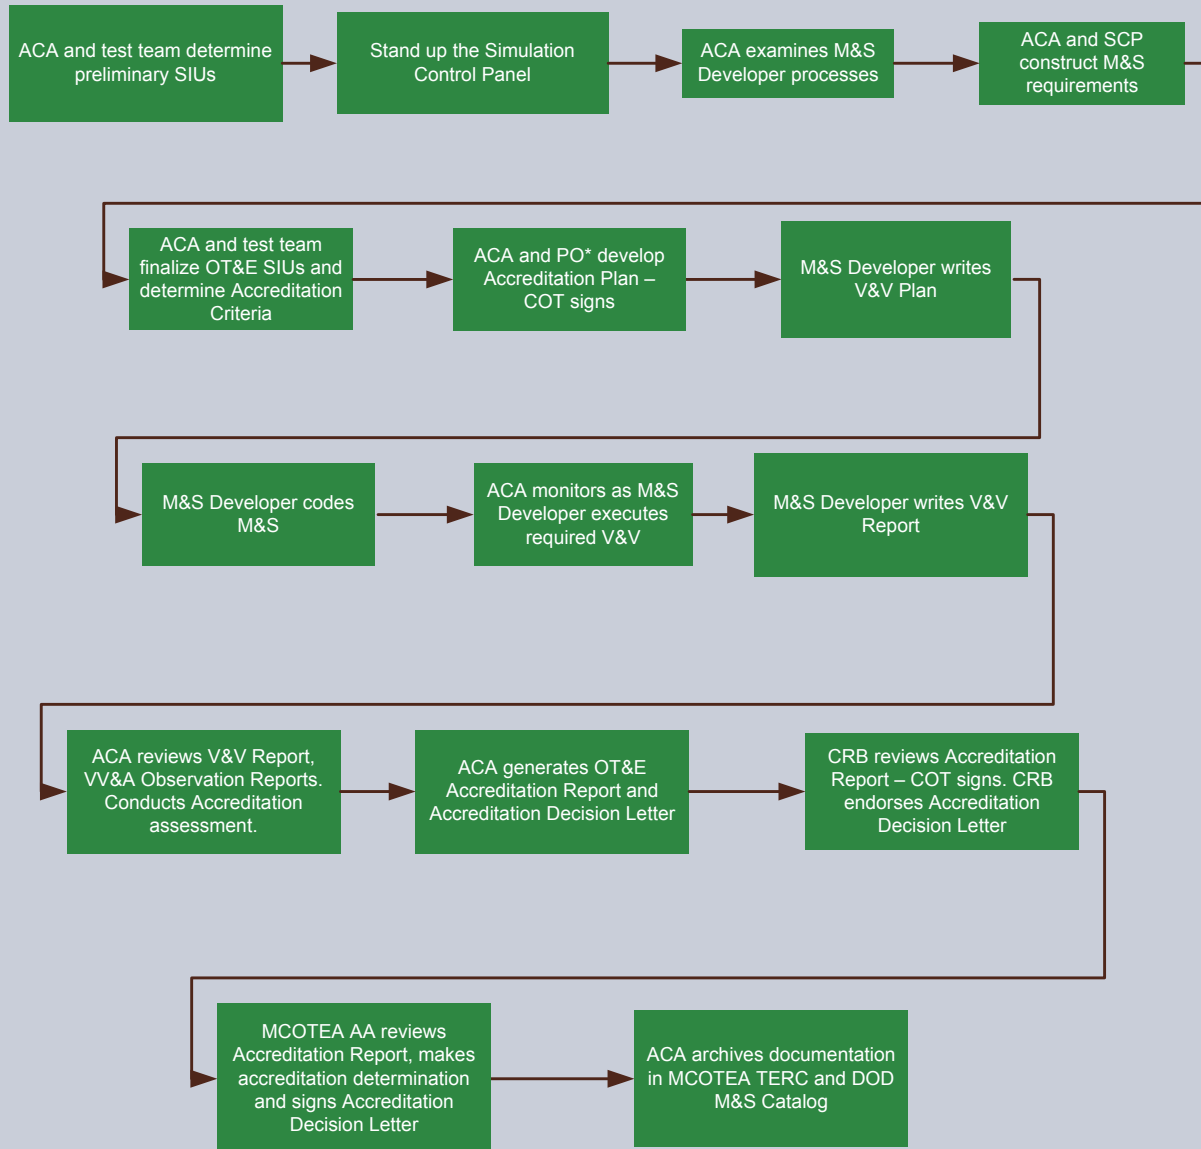 ACA and test team determine
preliminary SIUs
Stand up the Simulation
Control Panel
ACA examines M&S
Developer processes
ACA and SCP
construct M&S
requirements
ACA and test team
finalize OT&E SIUs and
determine Accreditation
Criteria
ACA and PO* develop
Accreditation Plan –
COT signs
M&S Developer writes
V&V Plan
M&S Developer codes
M&S
ACA monitors as M&S
Developer executes
required V&V
M&S Developer writes V&V
Report
ACA reviews V&V Report,
VV&A Observation Reports.
Conducts Accreditation
assessment.
ACA generates OT&E
Accreditation Report and
Accreditation Decision Letter
CRB reviews Accreditation
Report – COT signs. CRB
endorses Accreditation
Decision Letter
MCOTEA AA reviews
Accreditation Report, makes
accreditation determination
and signs Accreditation
Decision Letter
ACA archives documentation
in MCOTEA TERC and DOD
M&S Catalog